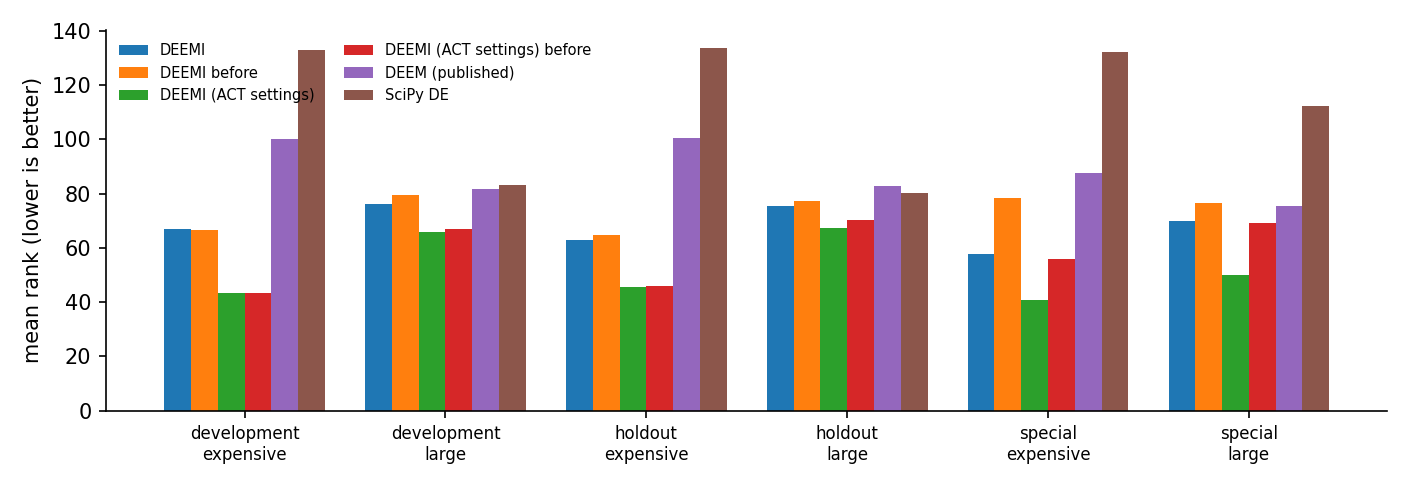 mean rank (lower is better)
140
120
100
80
60
40
20
0
DEEMI
DEEMI before
DEEMI (ACT settings)
DEEMI (ACT settings) before
DEEM (published)
SciPy DE
development
expensive
development
large
holdout
expensive
holdout
large
special
expensive
special
large